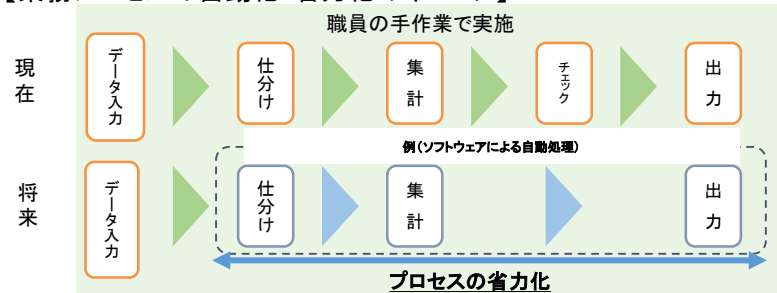 職員の手作業で実施
現在
データ入力
仕分け
集計
チェック
出力
例(ソフトウェアによる自動処理)
将来
データ入力
仕分け
集計
出力
プロセスの省力化